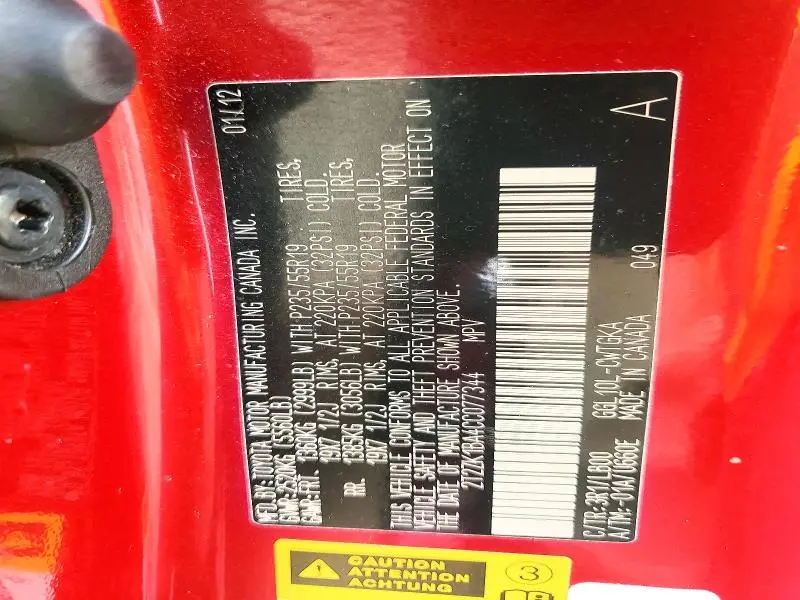 MFD. BY: TOYOTA MOTOR MANUFACTURING CANADA INC. 01/12
GVWR 2521KG (5560LB)
GAWR: FRT. 1360KG (2999LB) WITH P235/55R19 TIRES,
19X7 1/2J RIMS, AT 220KPA (32PSI) COLD.
RR. 1385KG (3056LB) WITH P235/55R19 TIRES,
19X7 1/2J RIMS, AT 220KPA (32PSI) COLD.
THIS VEHICLE CONFORMS TO ALL APPLICABLE FEDERAL MOTOR
VEHICLE SAFETY AND THEFT PREVENTION STANDARDS IN EFFECT ON
THE DATE OF MANUFACTURE SHOWN ABOVE.
2T2ZK1BA4CC077344 MPV
C/TR: 3R1/LB00 GGL10L-CWTGKA 049
A/TM: -01A/U660E MADE IN CANADA
A
CAUTION
ATTENTION
ACHTUNG
3